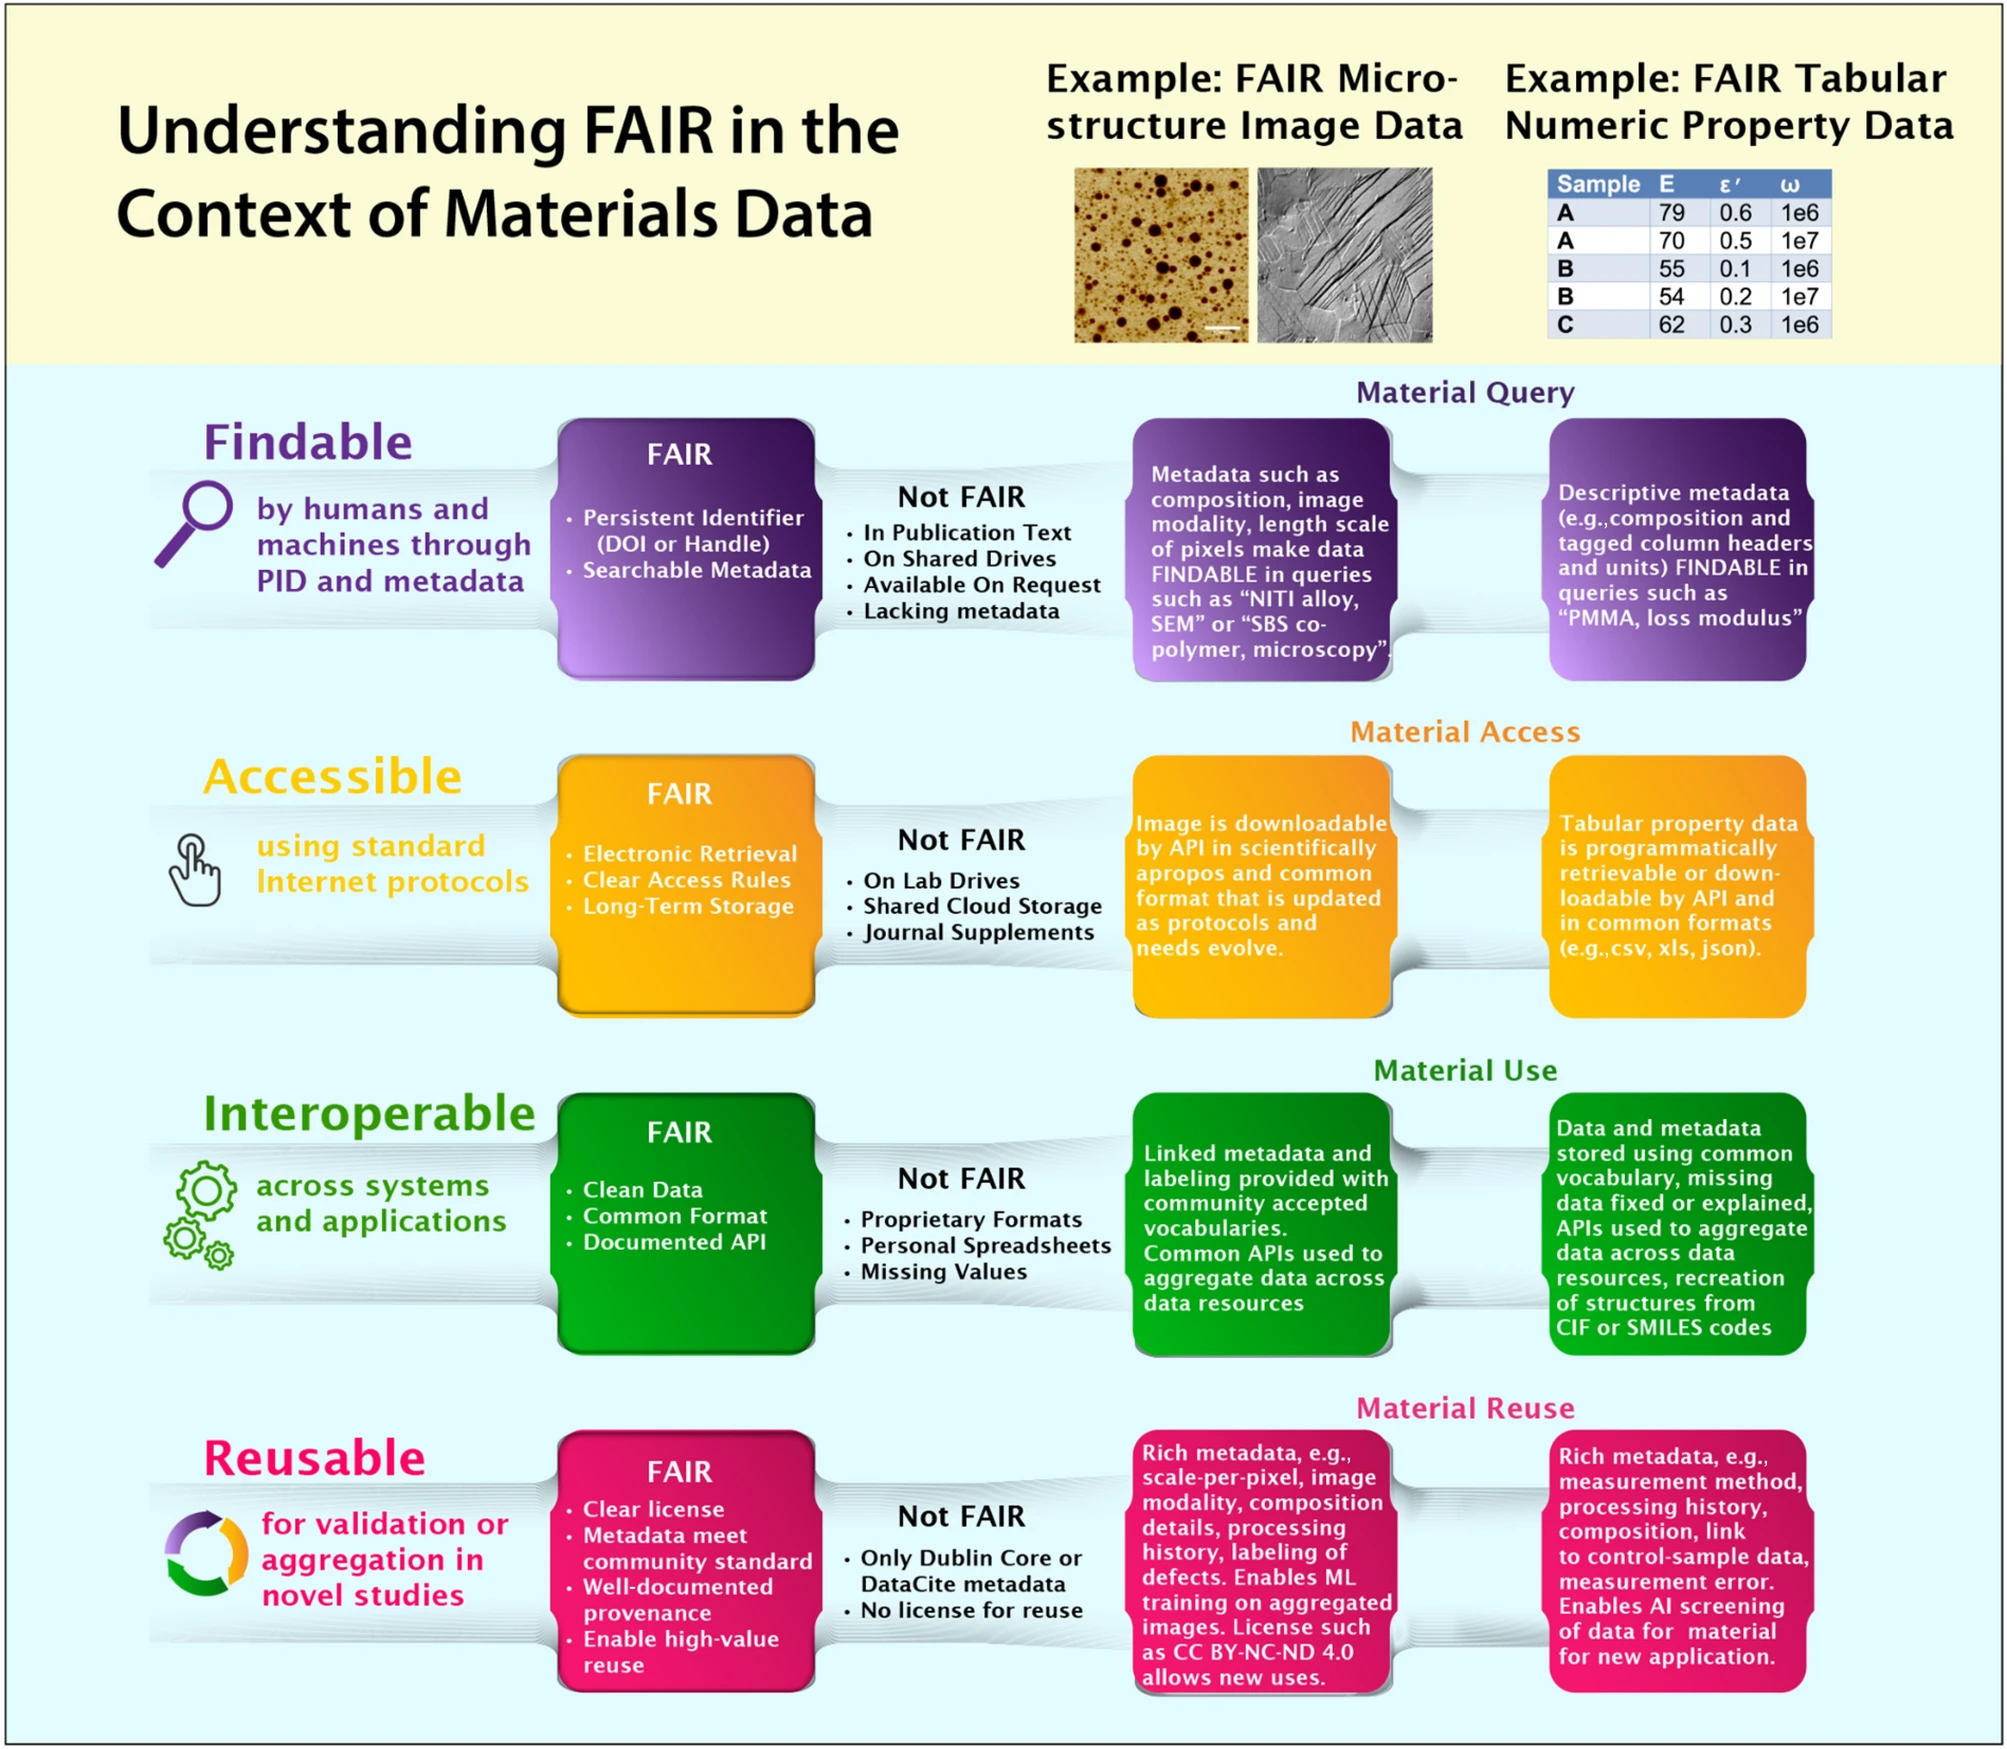 Understanding FAIR in the
Context of Materials Data
Example: FAIR Micro-
structure Image Data
Example: FAIR Tabular
Numeric Property Data
Sample E ε′ ω
A 79 0.6 1e6
A 70 0.5 1e7
B 55 0.1 1e6
B 54 0.2 1e7
C 62 0.3 1e6
Material Query
Findable
by humans and
machines through
PID and metadata
FAIR
• Persistent Identifier
(DOI or Handle)
• Searchable Metadata
Not FAIR
• In Publication Text
• On Shared Drives
• Available On Request
• Lacking metadata
Metadata such as
composition, image
modality, length scale
of pixels make data
FINDABLE in queries
such as “NITI alloy,
SEM” or “SBS co-
polymer, microscopy”.
Descriptive metadata
(e.g.,composition and
tagged column headers
and units) FINDABLE in
queries such as
“PMMA, loss modulus”
Material Access
Accessible
using standard
Internet protocols
FAIR
• Electronic Retrieval
• Clear Access Rules
• Long-Term Storage
Not FAIR
• On Lab Drives
• Shared Cloud Storage
• Journal Supplements
Image is downloadable
by API in scientifically
apropos and common
format that is updated
as protocols and
needs evolve.
Tabular property data
is programmatically
retrievable or down-
loadable by API and
in common formats
(e.g.,csv, xls, json).
Material Use
Interoperable
across systems
and applications
FAIR
• Clean Data
• Common Format
• Documented API
Not FAIR
• Proprietary Formats
• Personal Spreadsheets
• Missing Values
Linked metadata and
labeling provided with
community accepted
vocabularies.
Common APIs used to
aggregate data across
data resources
Data and metadata
stored using common
vocabulary, missing
data fixed or explained,
APIs used to aggregate
data across data
resources, recreation
of structures from
CIF or SMILES codes
Material Reuse
Reusable
for validation or
aggregation in
novel studies
FAIR
• Clear license
• Metadata meet
community standard
• Well-documented
provenance
• Enable high-value
reuse
Not FAIR
• Only Dublin Core or
DataCite metadata
• No license for reuse
Rich metadata, e.g.,
scale-per-pixel, image
modality, composition
details, processing
history, labeling of
defects. Enables ML
training on aggregated
images. License such
as CC BY-NC-ND 4.0
allows new uses.
Rich metadata, e.g.,
measurement method,
processing history,
composition, link
to control-sample data,
measurement error.
Enables AI screening
of data for material
for new application.